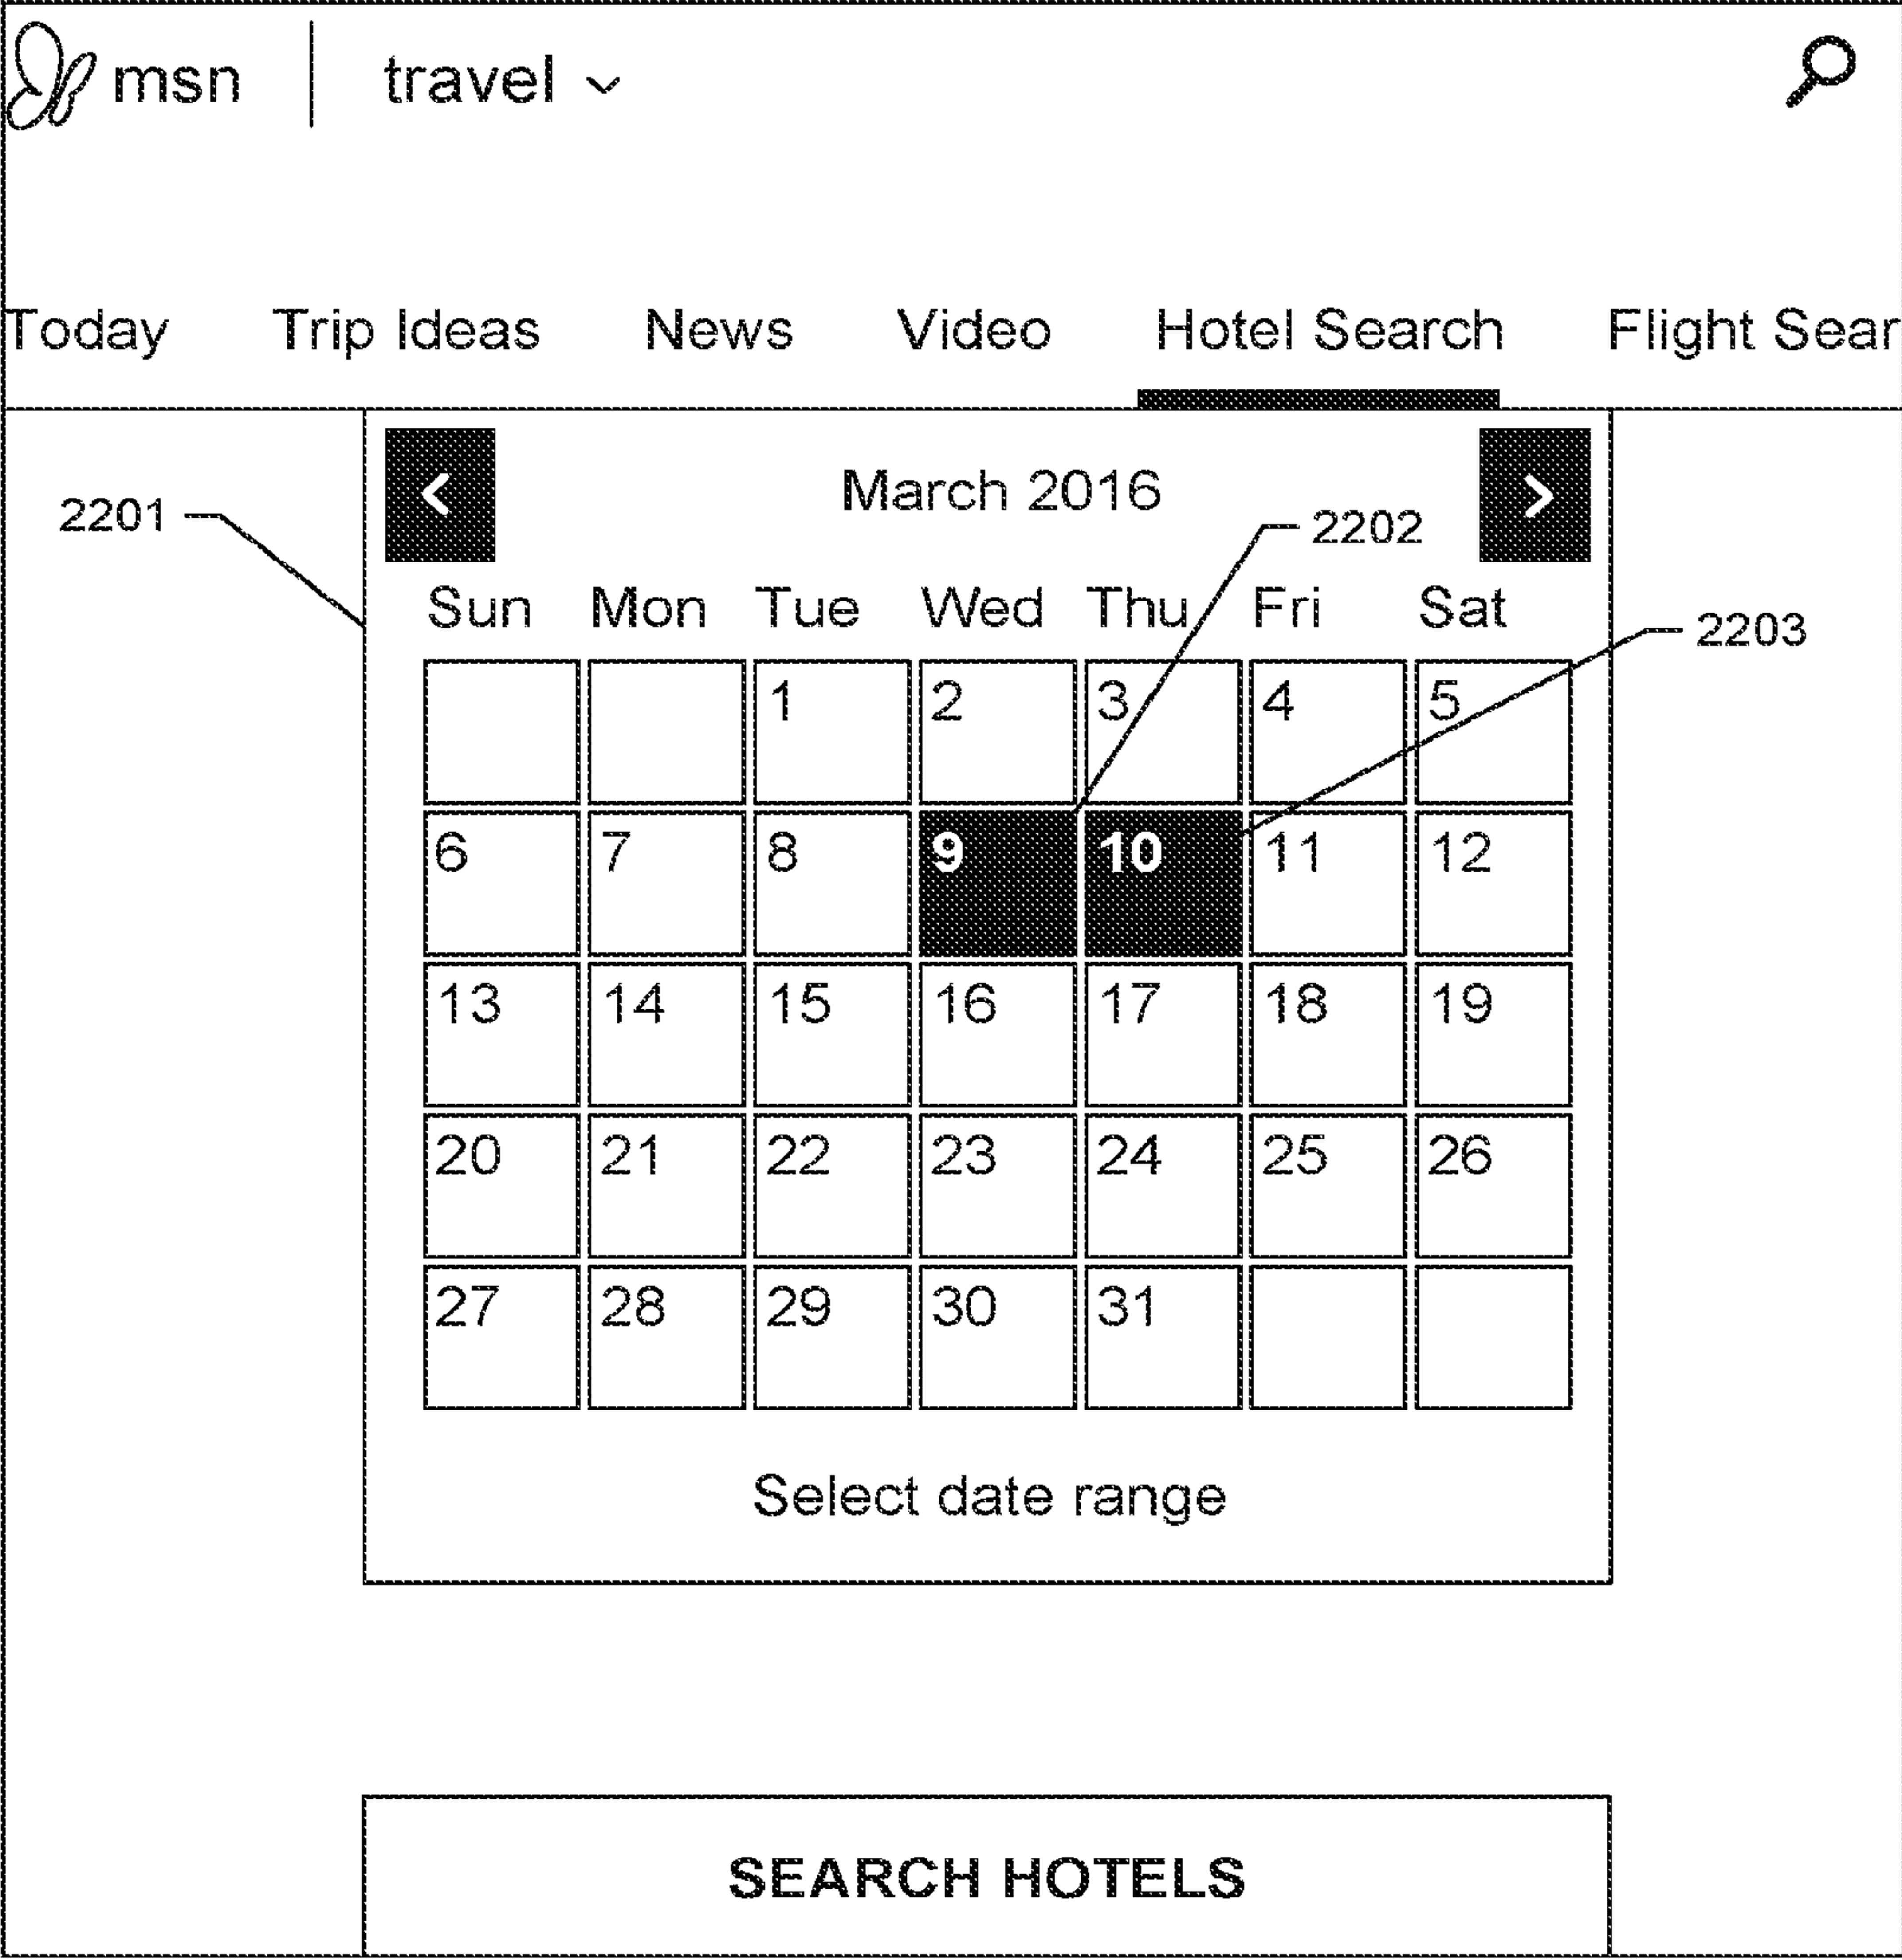 msn | travel
Today Trip Ideas News Video Hotel Search Flight Sear
March 2016
2201
2202
Sun Mon Tue Wed Thu Fri Sat
2203
1 2 3 4 5
6 7 8 9 10 11 12
13 14 15 16 17 18 19
20 21 22 23 24 25 26
27 28 29 30 31
Select date range
SEARCH HOTELS